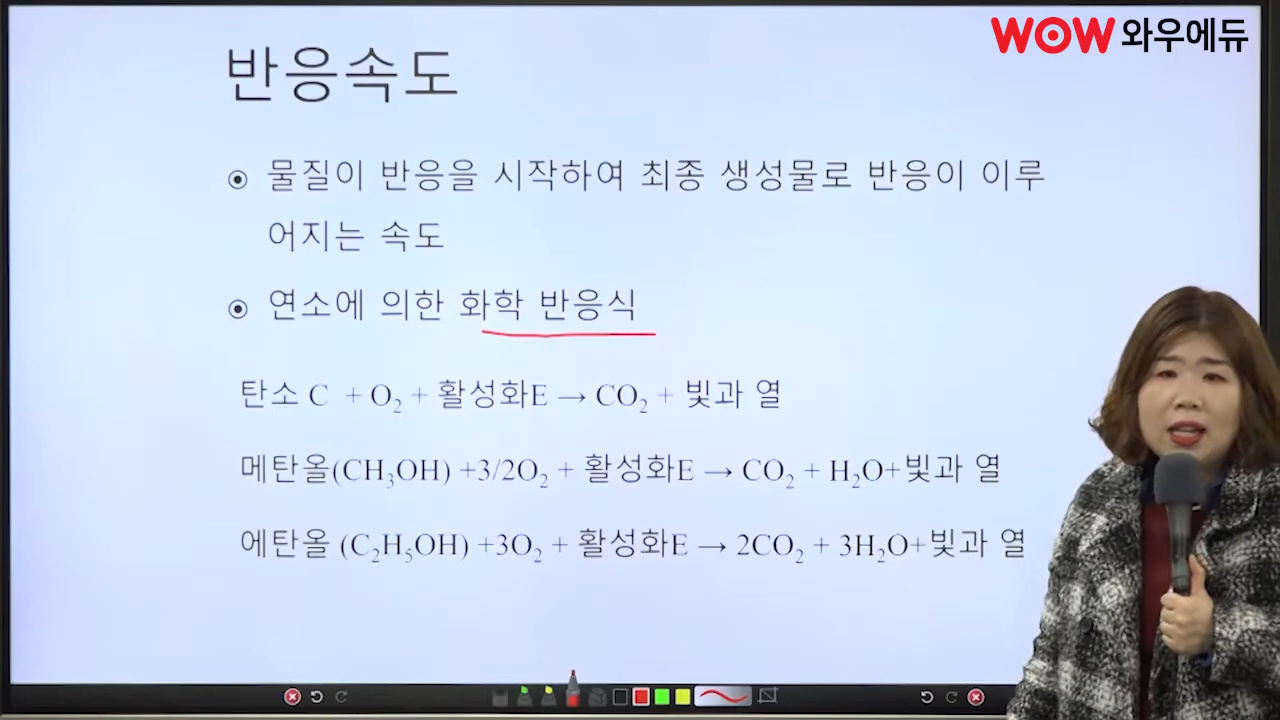 WOW 와우에듀
반응속도
물질이 반응을 시작하여 최종 생성물로 반응이 이루
어지는 속도
연소에 의한 화학 반응식
탄소 C + O₂ + 활성화E → CO₂ + 빛과 열
메탄올(CH₃OH) +3/2O₂ + 활성화E → CO₂ + H₂O+빛과 열
에탄올 (C₂H₅OH) +3O₂ + 활성화E → 2CO₂ + 3H₂O+빛과 열